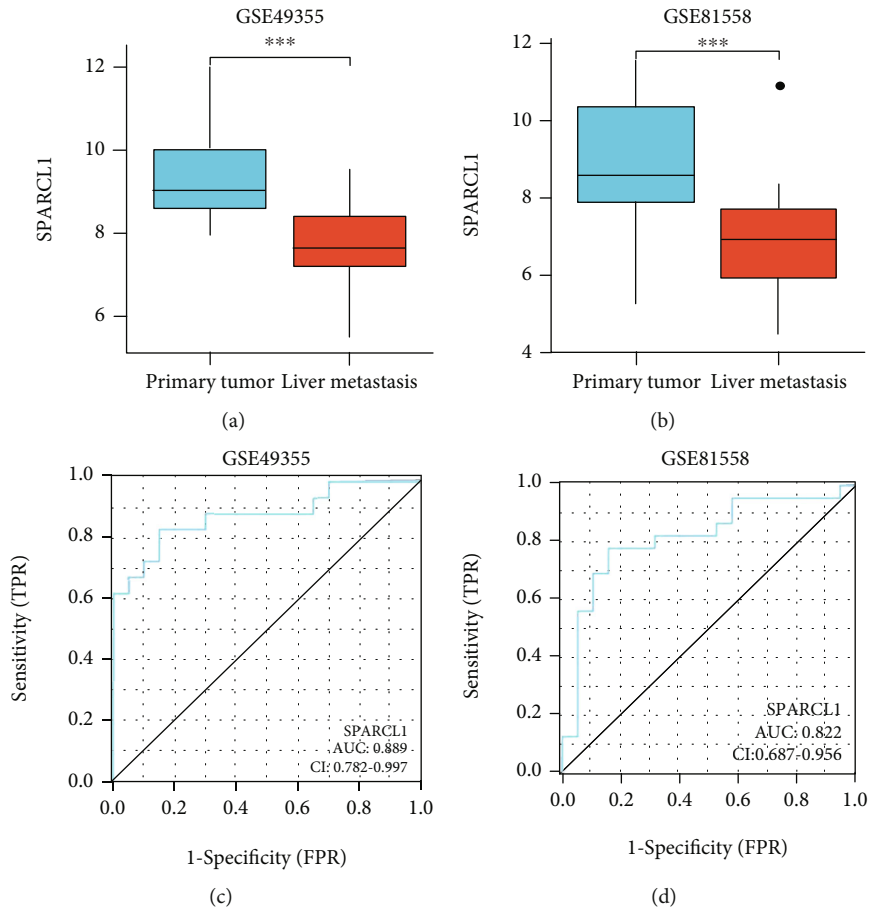 GSE49355
***
12
10
8
6
SPARCL1
Primary tumor Liver metastasis
(a)
GSE81558
***
12
10
8
6
4
SPARCL1
Primary tumor Liver metastasis
(b)
GSE49355
1.0
0.8
0.6
0.4
0.2
0.0
Sensitivity (TPR)
SPARCL1
AUC: 0.889
CI: 0.782-0.997
0.0 0.2 0.4 0.6 0.8 1.0
1-Specificity (FPR)
(c)
GSE81558
1.0
0.8
0.6
0.4
0.2
0.0
Sensitivity (TPR)
SPARCL1
AUC: 0.822
CI:0.687-0.956
0.0 0.2 0.4 0.6 0.8 1.0
1-Specificity (FPR)
(d)